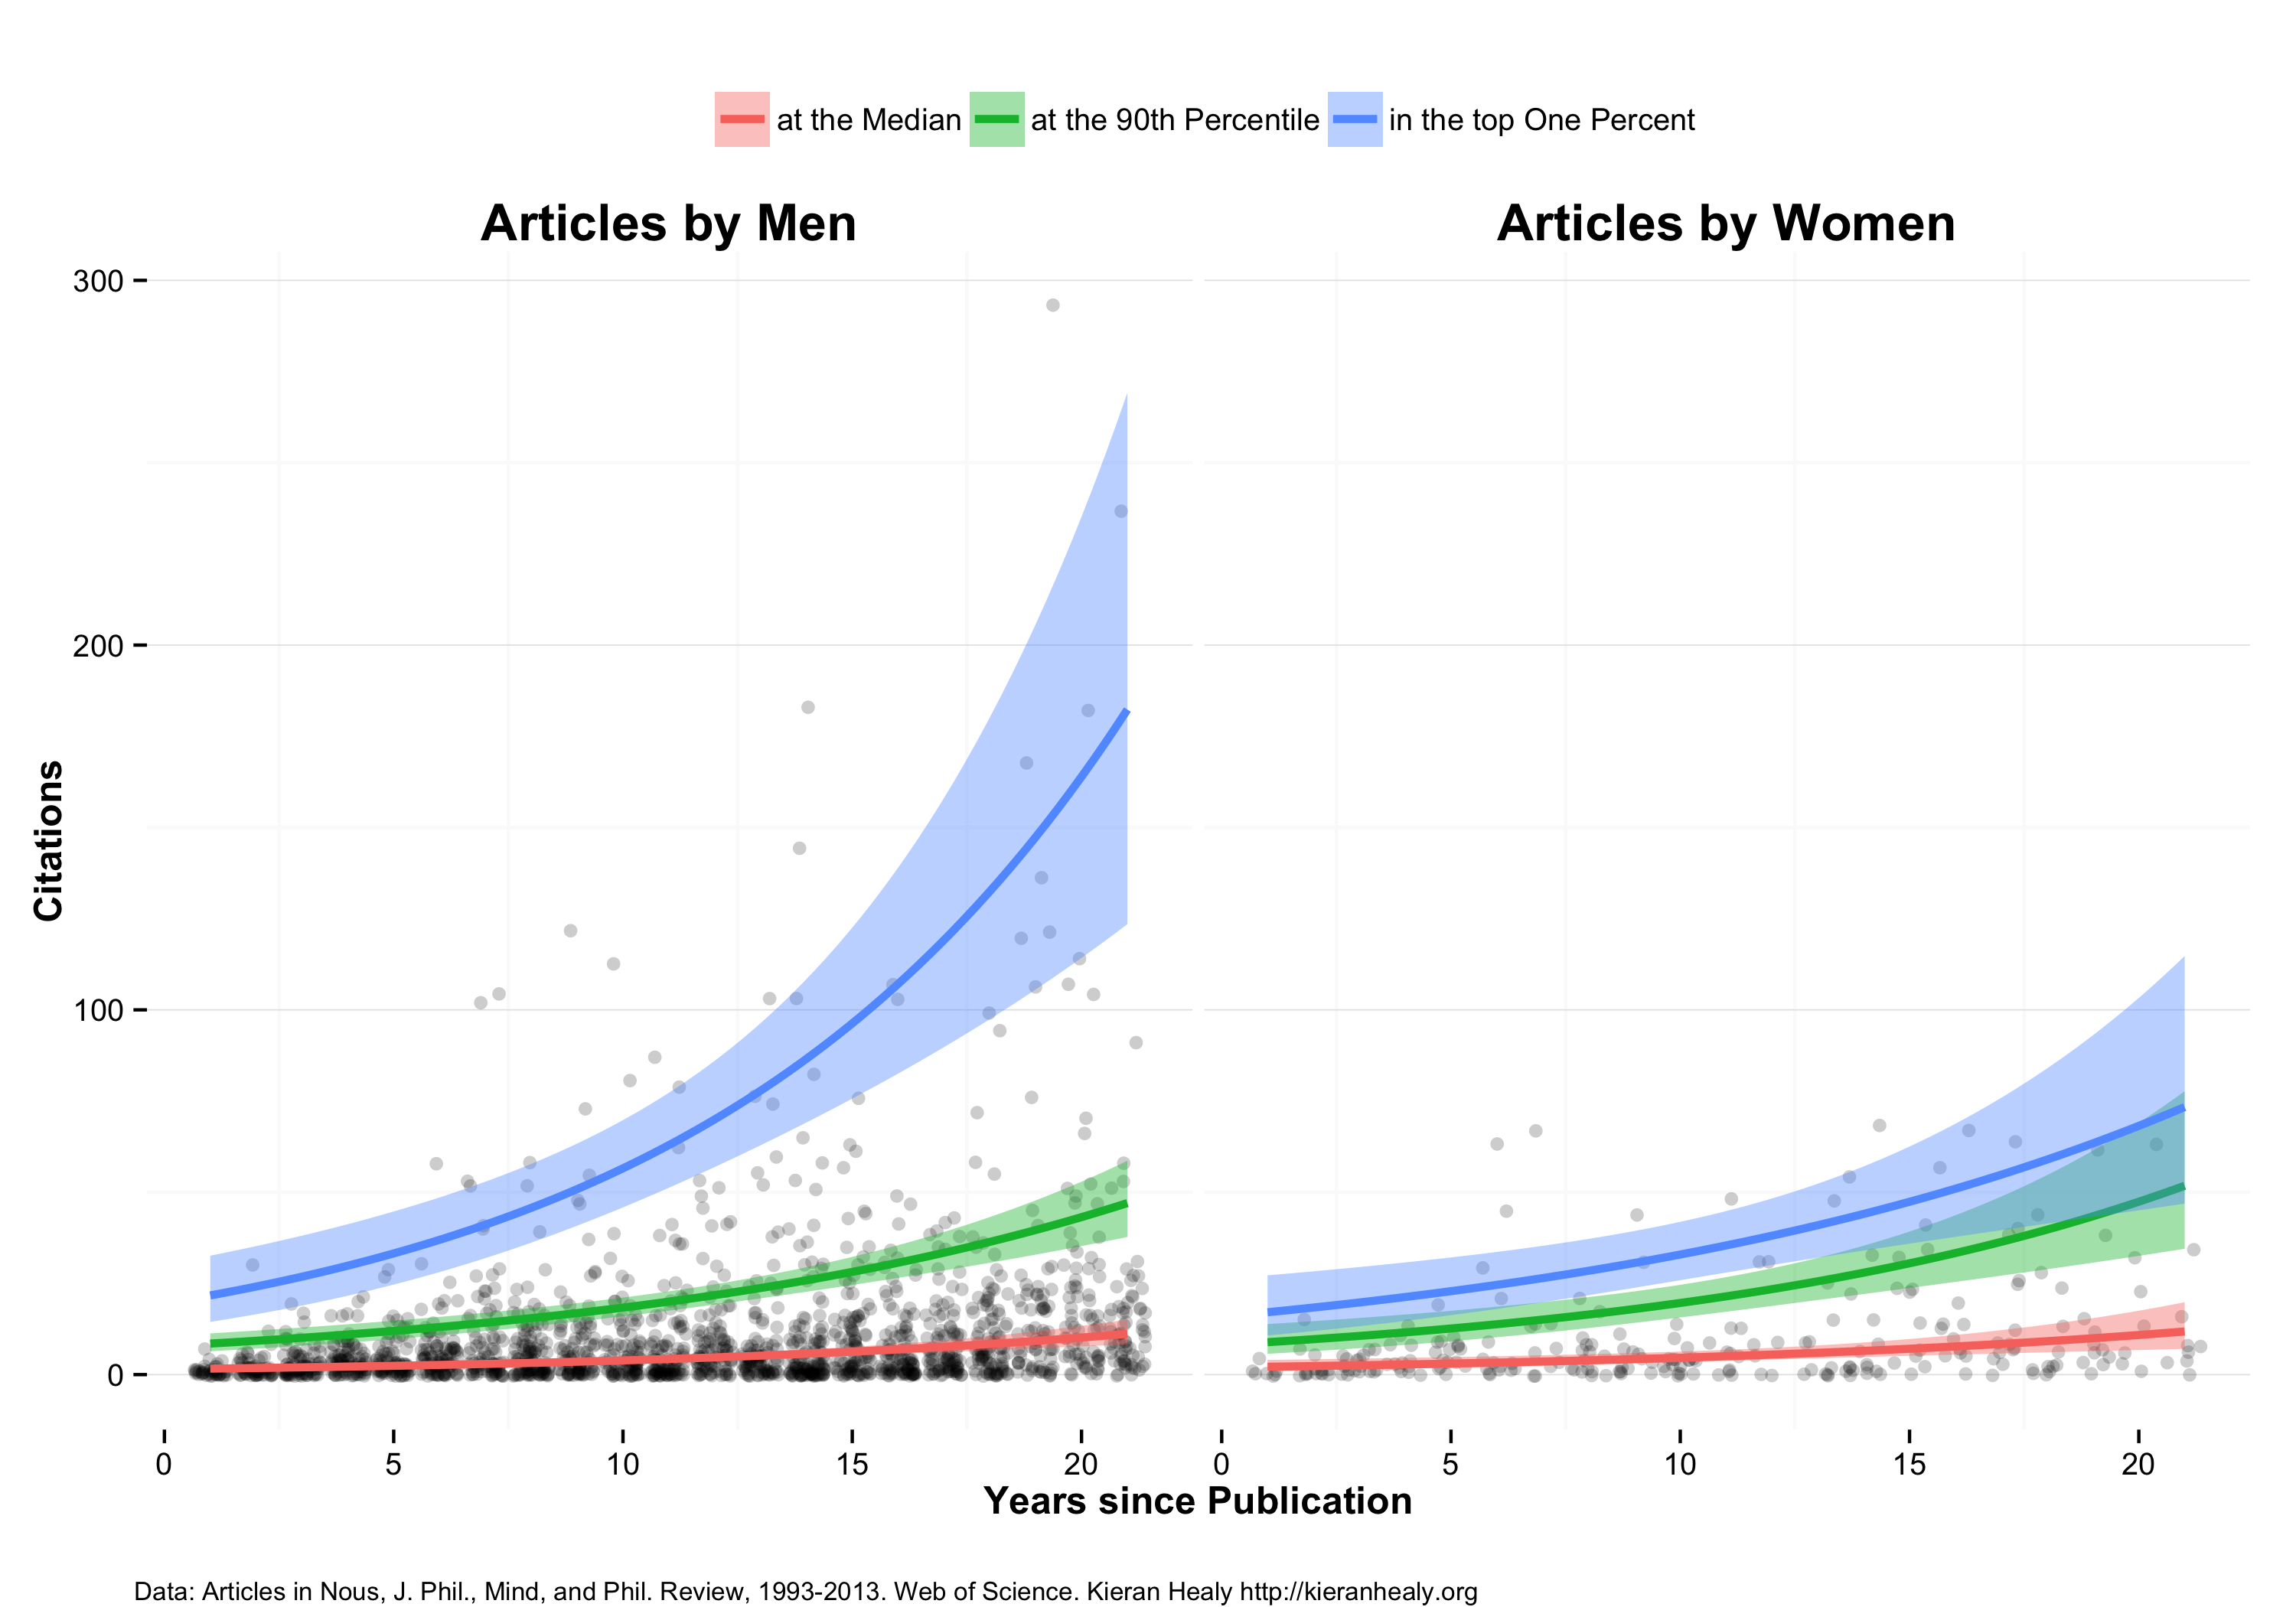 at the Median at the 90th Percentile in the top One Percent
Articles by Men
Articles by Women
Citations
300
200
100
0
0 5 10 15 20
0 5 10 15 20
Years since Publication
Data: Articles in Nous, J. Phil., Mind, and Phil. Review, 1993-2013. Web of Science. Kieran Healy http://kieranhealy.org